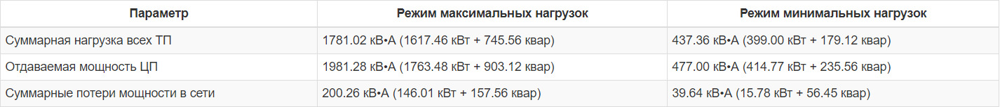 Параметр Режим максимальных нагрузок Режим минимальных нагрузок
Суммарная нагрузка всех ТП 1781.02 кВ•А (1617.46 кВт + 745.56 квар) 437.36 кВ•А (399.00 кВт + 179.12 квар)
Отдаваемая мощность ЦП 1981.28 кВ•А (1763.48 кВт + 903.12 квар) 477.00 кВ•А (414.77 кВт + 235.56 квар)
Суммарные потери мощности в сети 200.26 кВ•А (146.01 кВт + 157.56 квар) 39.64 кВ•А (15.78 кВт + 56.45 квар)